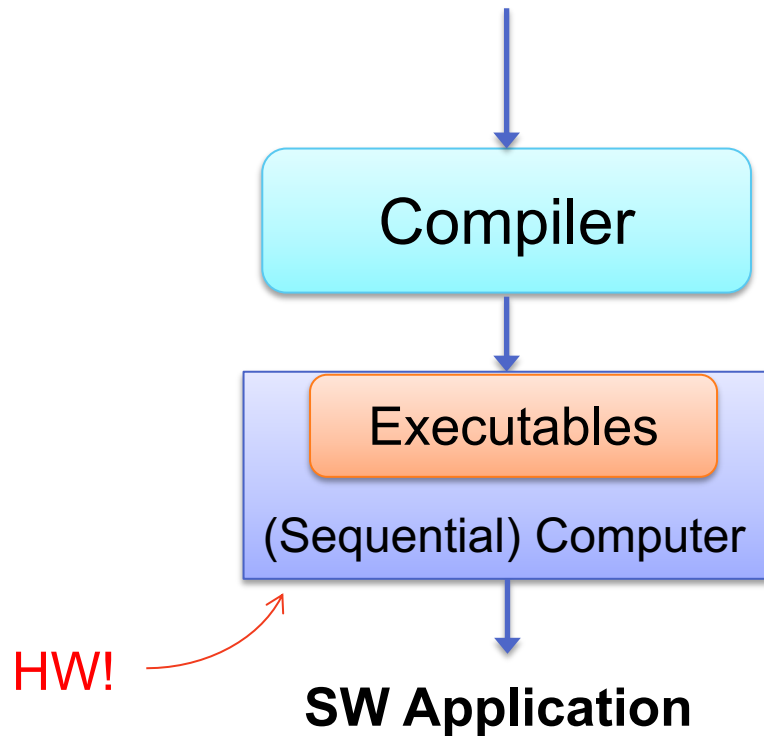 Compiler
Executables
(Sequential) Computer
HW!
SW Application